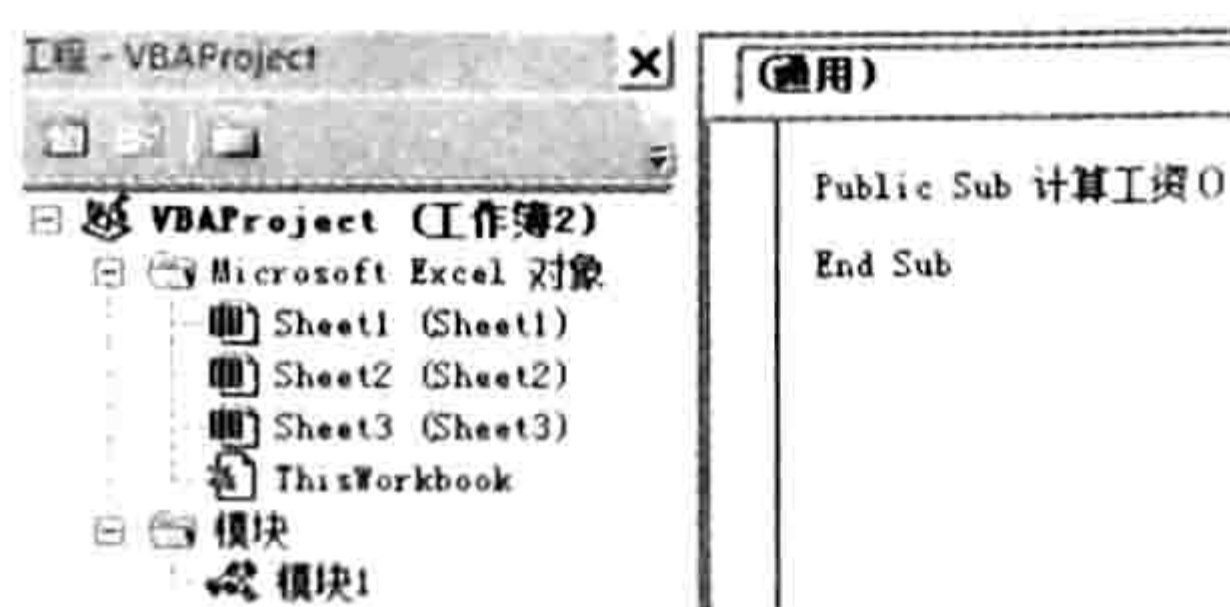 工程 - VBAProject
VBAProject (工作簿2)
Microsoft Excel 对象
Sheet1 (Sheet1)
Sheet2 (Sheet2)
Sheet3 (Sheet3)
ThisWorkbook
模块
模块1
(通用)
Public Sub 计算工资()
End Sub